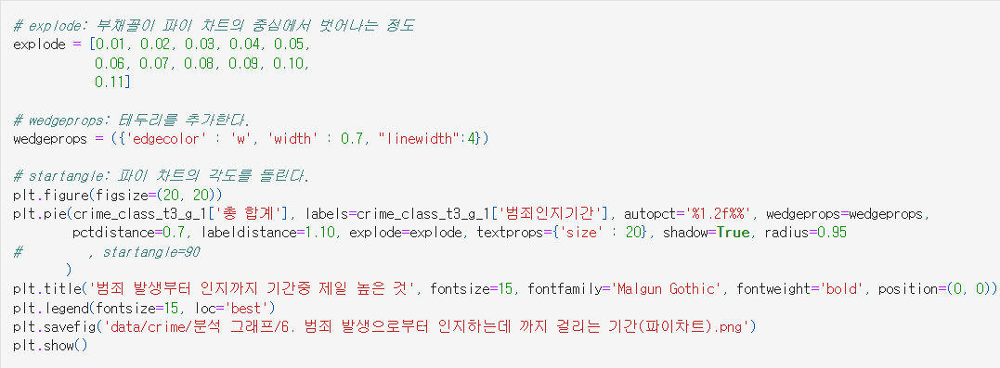 # explode: 부채꼴이 파이 차트의 중심에서 벗어나는 정도
explode = [0.01, 0.02, 0.03, 0.04, 0.05,
           0.06, 0.07, 0.08, 0.09, 0.10,
           0.11]
# wedgeprops: 테두리를 추가한다.
wedgeprops = ({'edgecolor' : 'w', 'width' : 0.7, "linewidth":4})
# startangle: 파이 차트의 각도를 돌린다.
plt.figure(figsize=(20, 20))
plt.pie(crime_class_t3_g_1['총 합계'], labels=crime_class_t3_g_1['범죄인지기간'], autopct='%1.2f%%', wedgeprops=wedgeprops,
        pctdistance=0.7, labeldistance=1.10, explode=explode, textprops={'size' : 20}, shadow=True, radius=0.95
#         , startangle=90
       )
plt.title('범죄 발생부터 인지까지 기간중 제일 높은 것', fontsize=15, fontfamily='Malgun Gothic', fontweight='bold', position=(0, 0))
plt.legend(fontsize=15, loc='best')
plt.savefig('data/crime/분석 그래프/6. 범죄 발생으로부터 인지하는데 까지 걸리는 기간(파이차트).png')
plt.show()